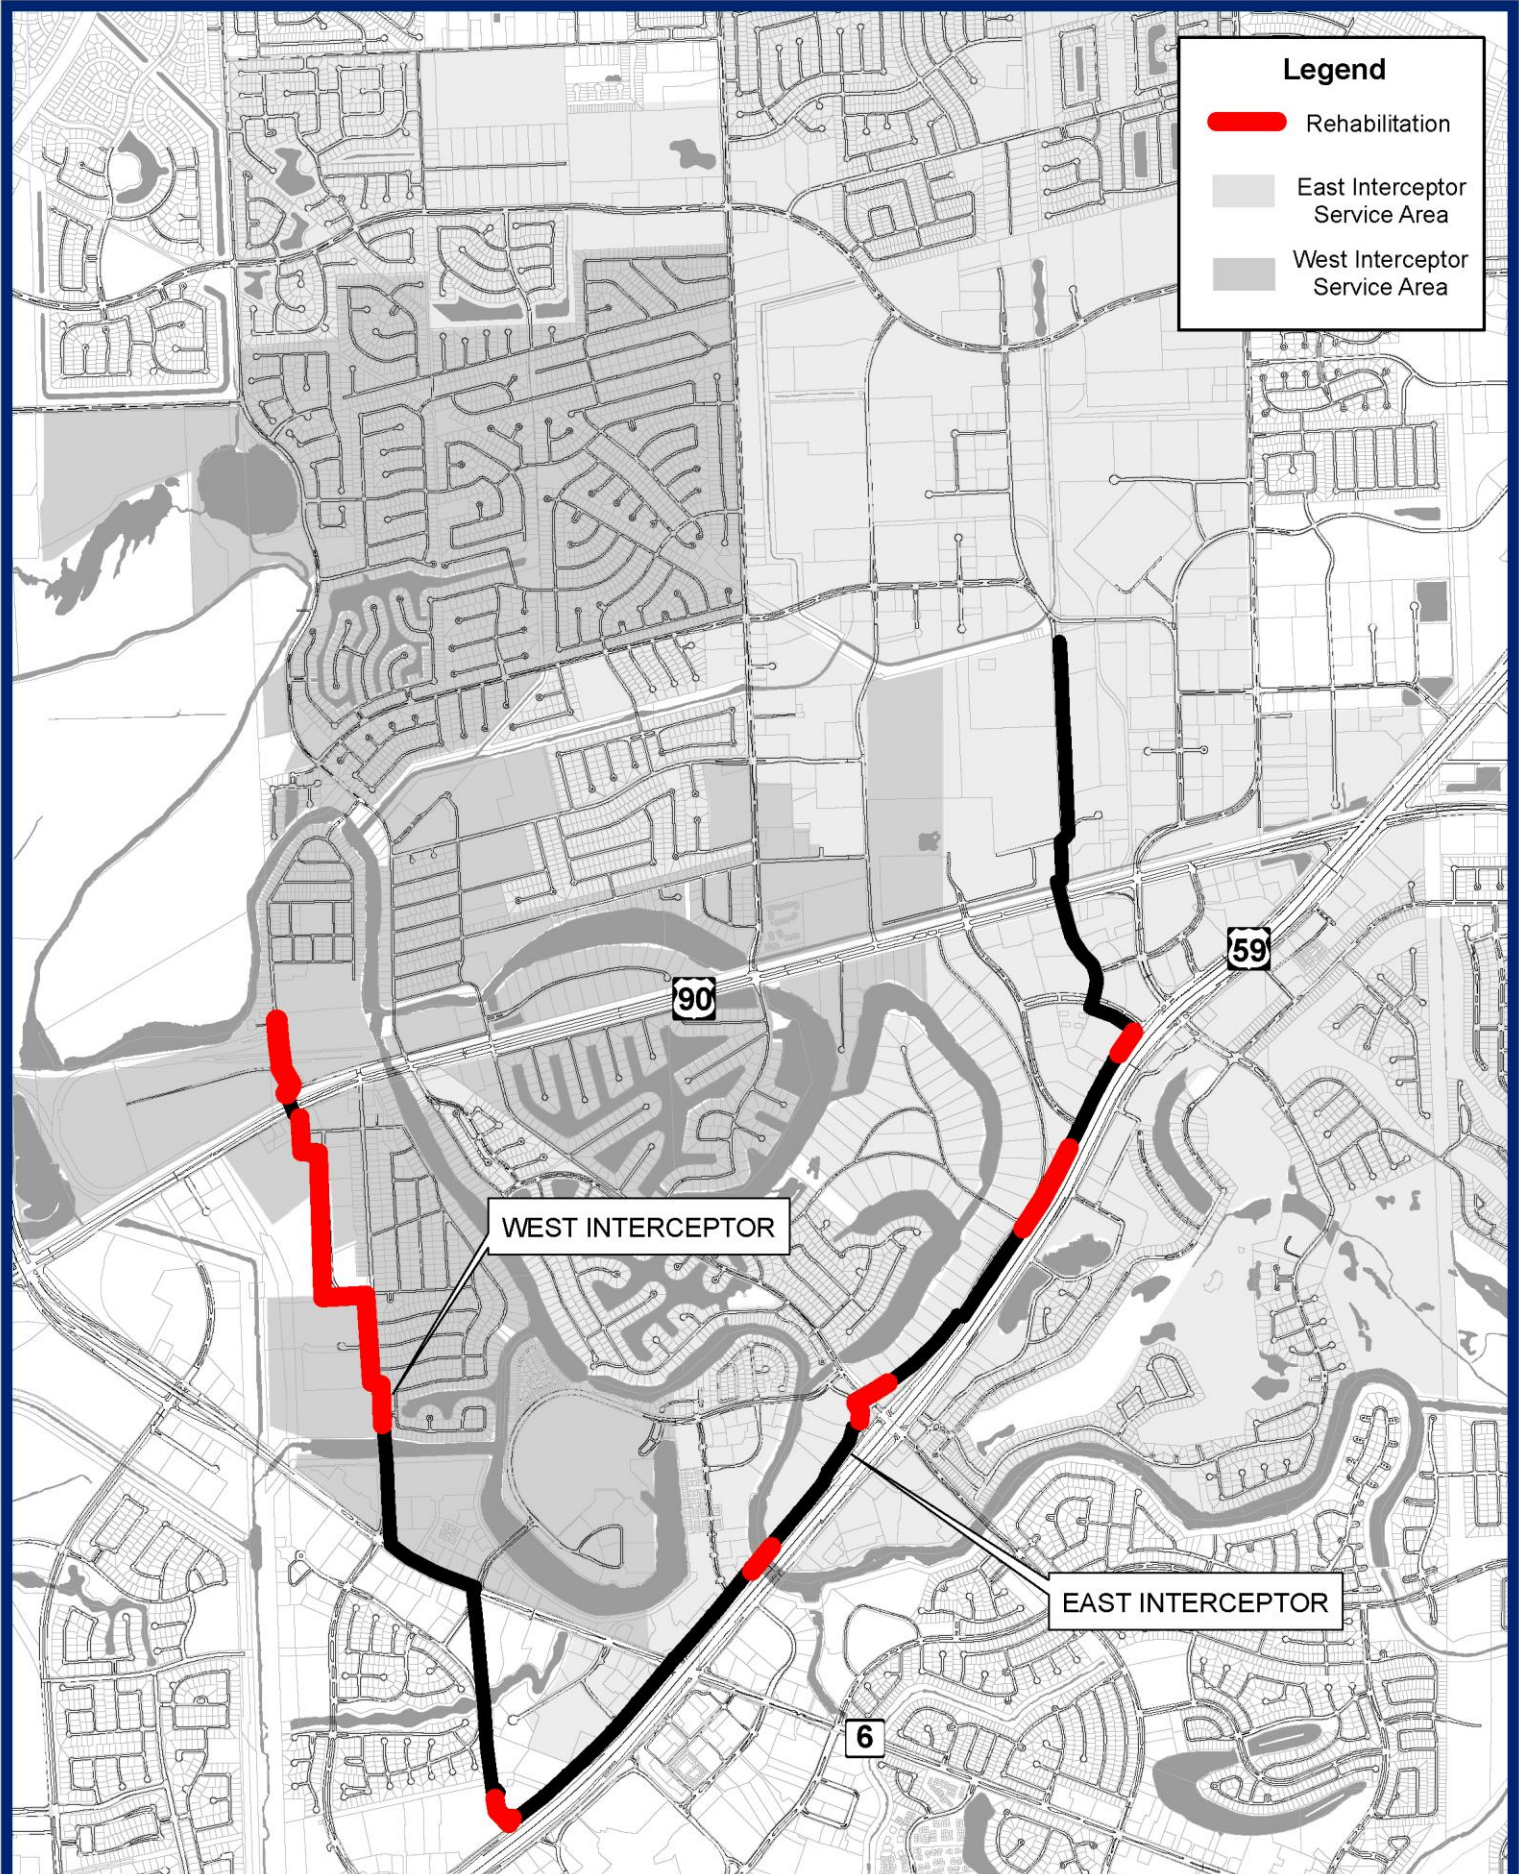 Legend
Rehabilitation
East Interceptor
Service Area
West Interceptor
Service Area
59
90
WEST INTERCEPTOR
EAST INTERCEPTOR
6